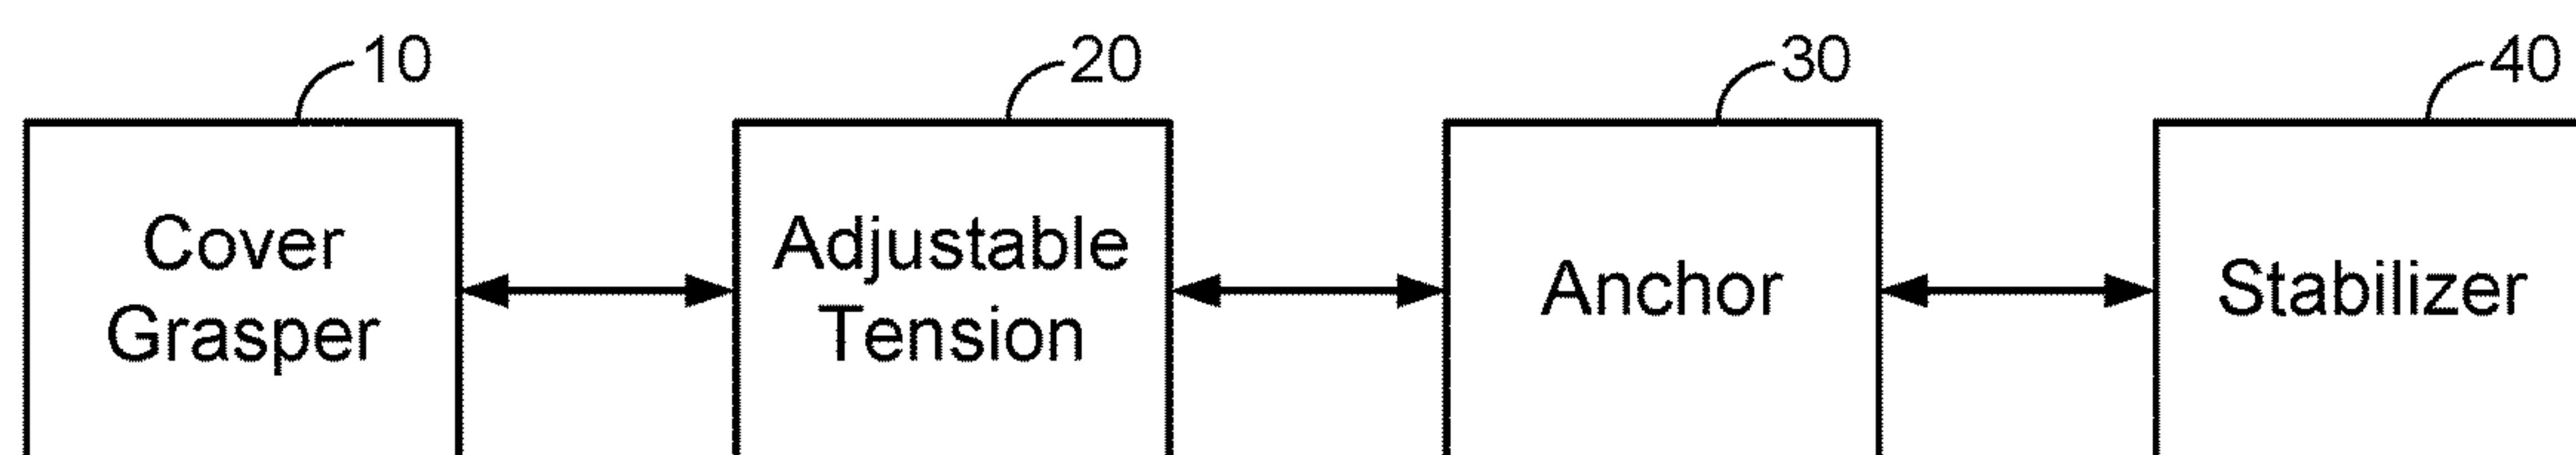 10
20
30
40
Cover
Grasper
Adjustable
Tension
Anchor
Stabilizer